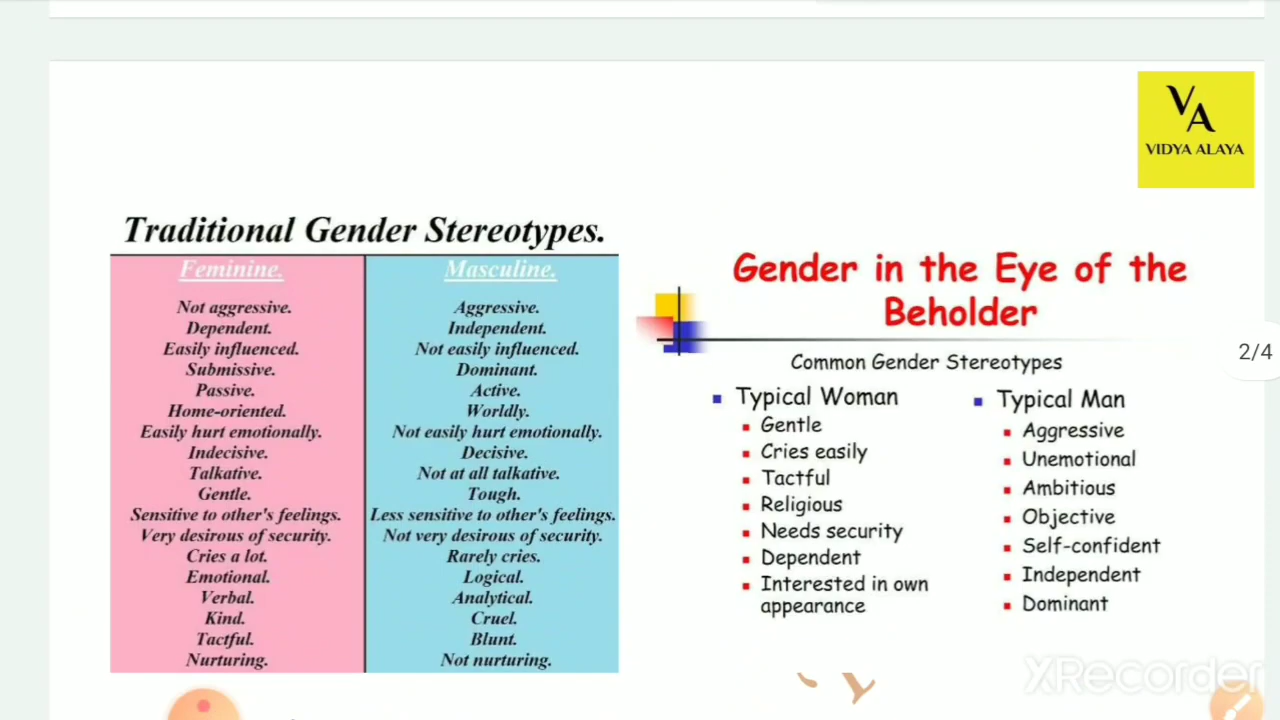 V
A
VIDYA ALAYA
Traditional Gender Stereotypes.
Feminine. Masculine.
Not aggressive. Aggressive.
Dependent. Independent.
Easily influenced. Not easily influenced.
Submissive. Dominant.
Passive. Active.
Home-oriented. Worldly.
Easily hurt emotionally. Not easily hurt emotionally.
Indecisive. Decisive.
Talkative. Not at all talkative.
Gentle. Tough.
Sensitive to other's feelings. Less sensitive to other's feelings.
Very desirous of security. Not very desirous of security.
Cries a lot. Rarely cries.
Emotional. Logical.
Verbal. Analytical.
Kind. Cruel.
Tactful. Blunt.
Nurturing. Not nurturing.
Gender in the Eye of the
Beholder
Common Gender Stereotypes
Typical Woman
Gentle
Cries easily
Tactful
Religious
Needs security
Dependent
Interested in own
appearance
Typical Man
Aggressive
Unemotional
Ambitious
Objective
Self-confident
Independent
Dominant
2/4
XRecorder